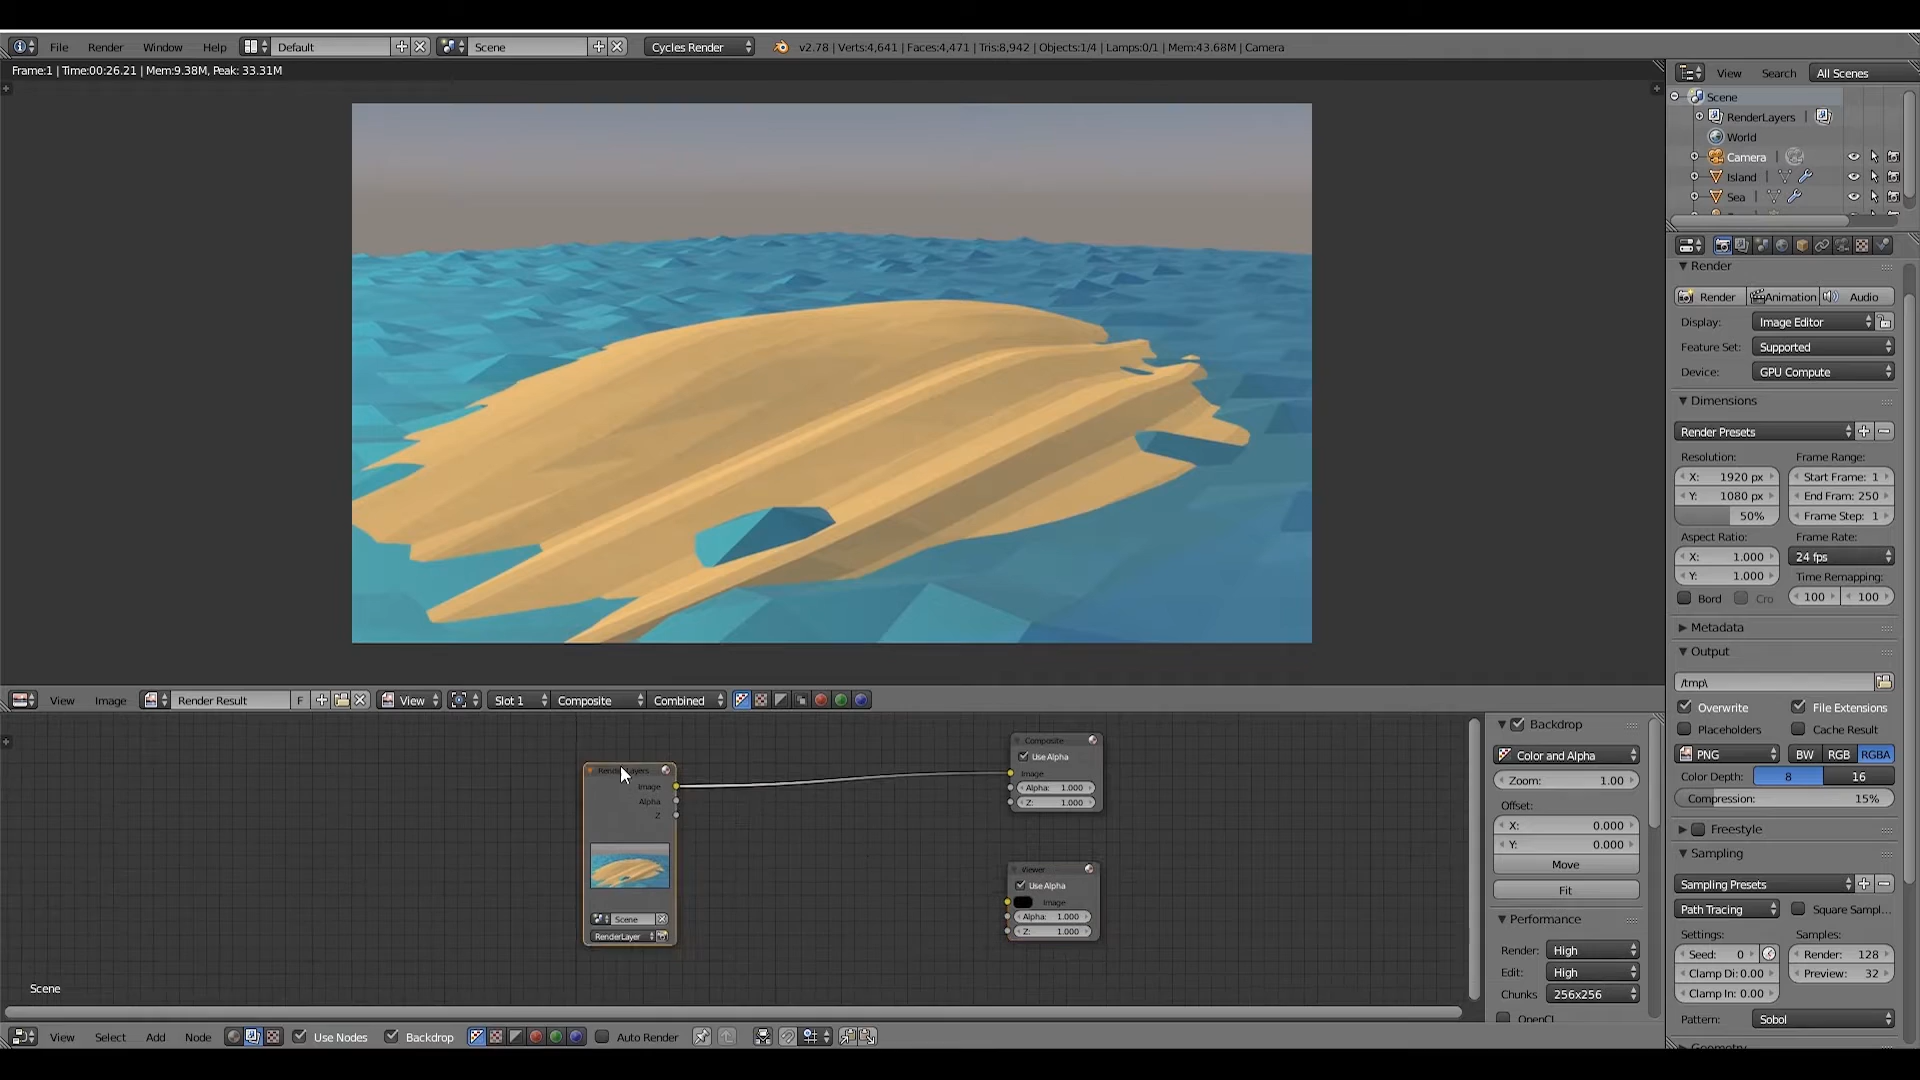 File Render Window Help Default Scene Cycles Render v2.78 | Verts:4,641 | Faces:4,471 | Tris:8,942 | Objects:1/4 | Lamps:0/1 | Mem:43.68M | Camera
Frame:1 | Time:00:26.21 | Mem:9.38M, Peak: 33.31M
View Search All Scenes
Scene
RenderLayers |
World
Camera |
Island |
Sea |
Render
Render Animation Audio
Display: Image Editor
Feature Set: Supported
Device: GPU Compute
Dimensions
Render Presets
Resolution: Frame Range:
X: 1920 px Start Frame: 1
Y: 1080 px End Fram: 250
50% Frame Step: 1
Aspect Ratio: Frame Rate:
X: 1.000 24 fps
Y: 1.000 Time Remapping:
Bord Cro 100 100
Metadata
Output
/tmp\
Overwrite File Extensions
Placeholders Cache Result
PNG BW RGB RGBA
Color Depth: 8 16
Compression: 15%
Freestyle
Sampling
Sampling Presets
Path Tracing Square Sampl...
Settings: Samples:
Seed: 0 Render: 128
Clamp Di: 0.00 Preview: 32
Clamp In: 0.00
Pattern: Sobol
View Image Render Result F View Slot 1 Composite Combined
Image
Alpha
Z
Scene
RenderLayer
Composite
Use Alpha
Image
Alpha: 1.000
Z: 1.000
Viewer
Use Alpha
Image
Alpha: 1.000
Z: 1.000
Backdrop
Color and Alpha
Zoom: 1.00
Offset:
X: 0.000
Y: 0.000
Move
Fit
Performance
Render: High
Edit: High
Chunks 256x256
Scene
View Select Add Node Use Nodes Backdrop Auto Render